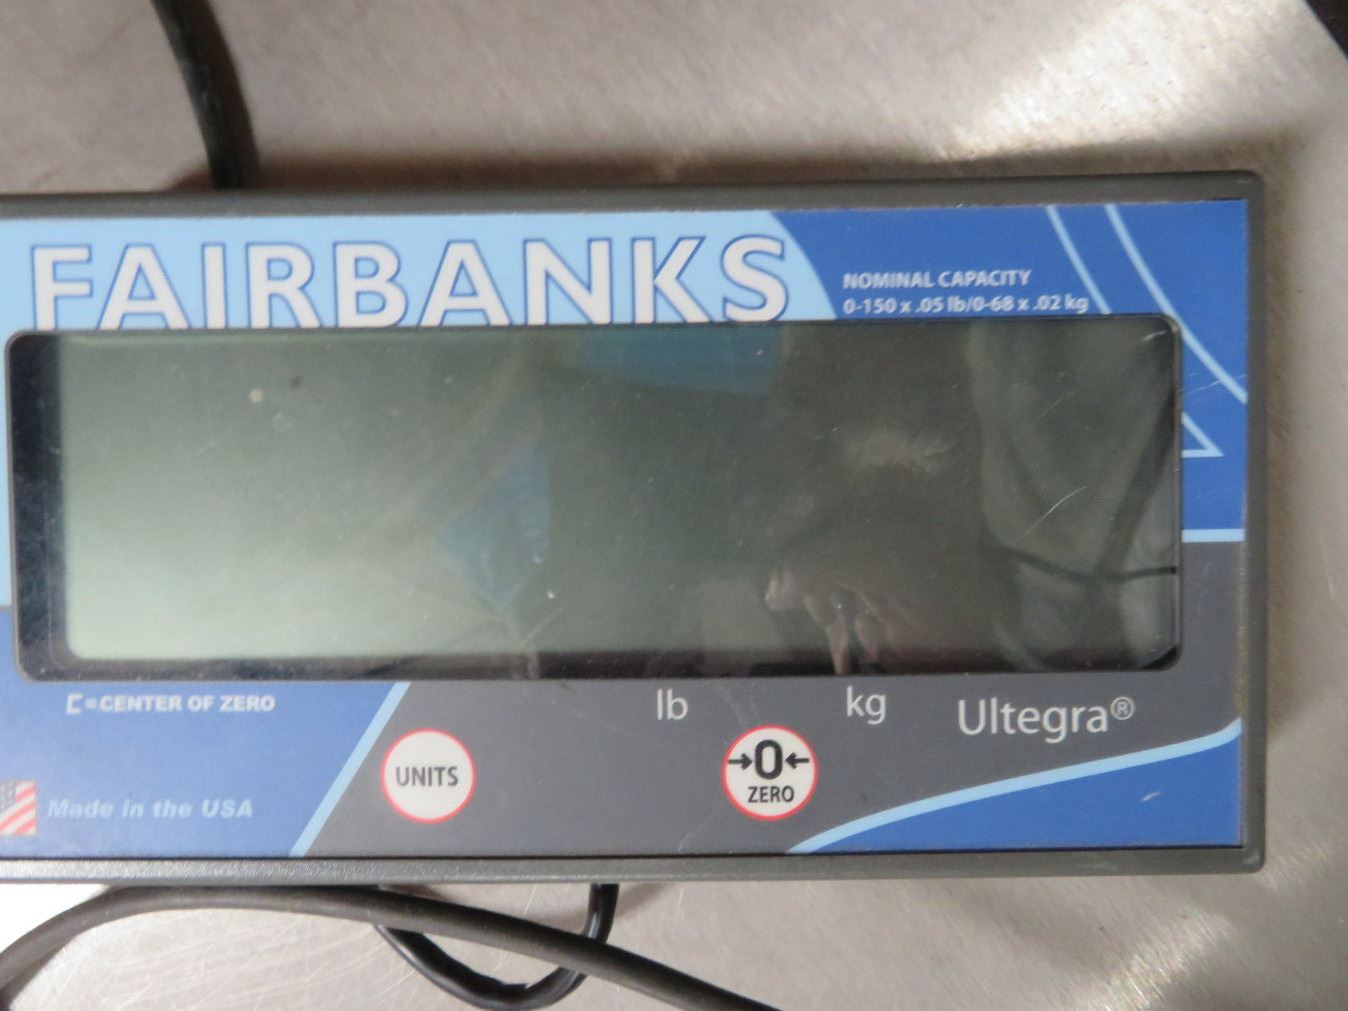 FAIRBANKS
NOMINAL CAPACITY
0-150 x .05 lb/0-68 x .02 kg
=CENTER OF ZERO
lb
kg
Ultegra®
UNITS
→0←
ZERO
Made in the USA